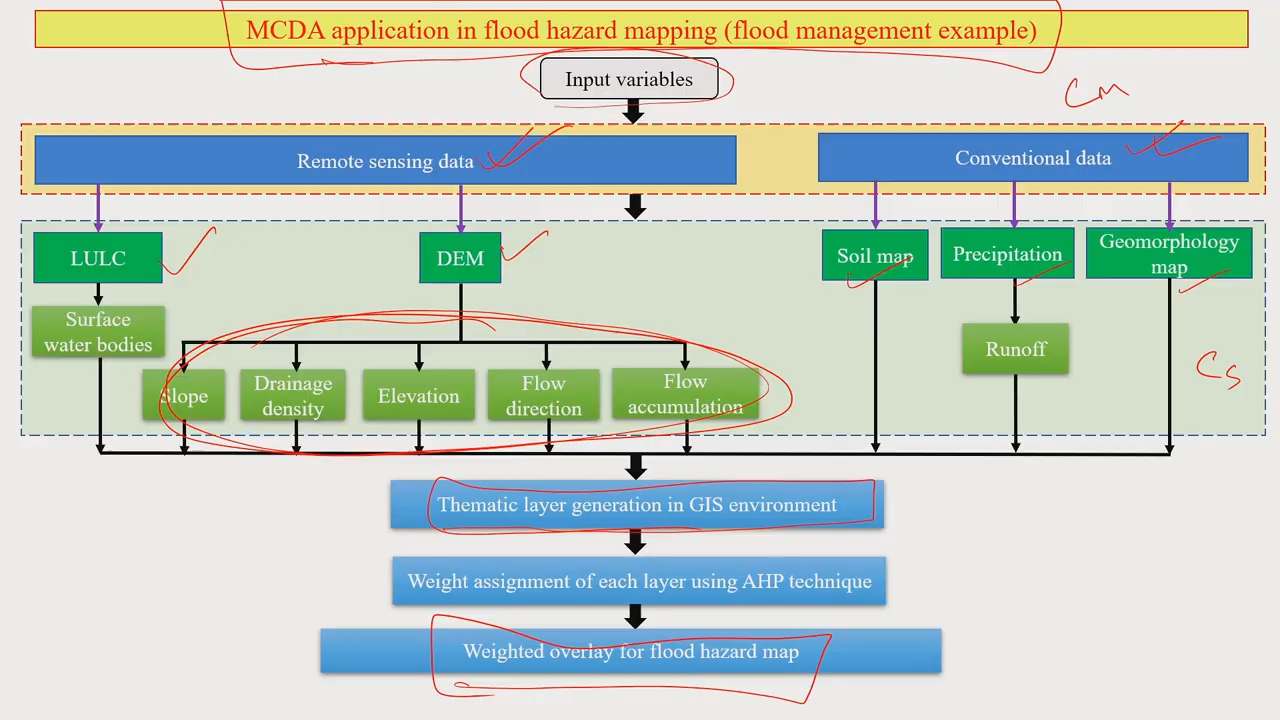 MCDA application in flood hazard mapping (flood management example)
Input variables
Cm
Remote sensing data
Conventional data
LULC
DEM
Soil map
Precipitation
Geomorphology
map
Surface
water bodies
Runoff
Cs
Slope
Drainage
density
Elevation
Flow
direction
Flow
accumulation
Thematic layer generation in GIS environment
Weight assignment of each layer using AHP technique
Weighted overlay for flood hazard map